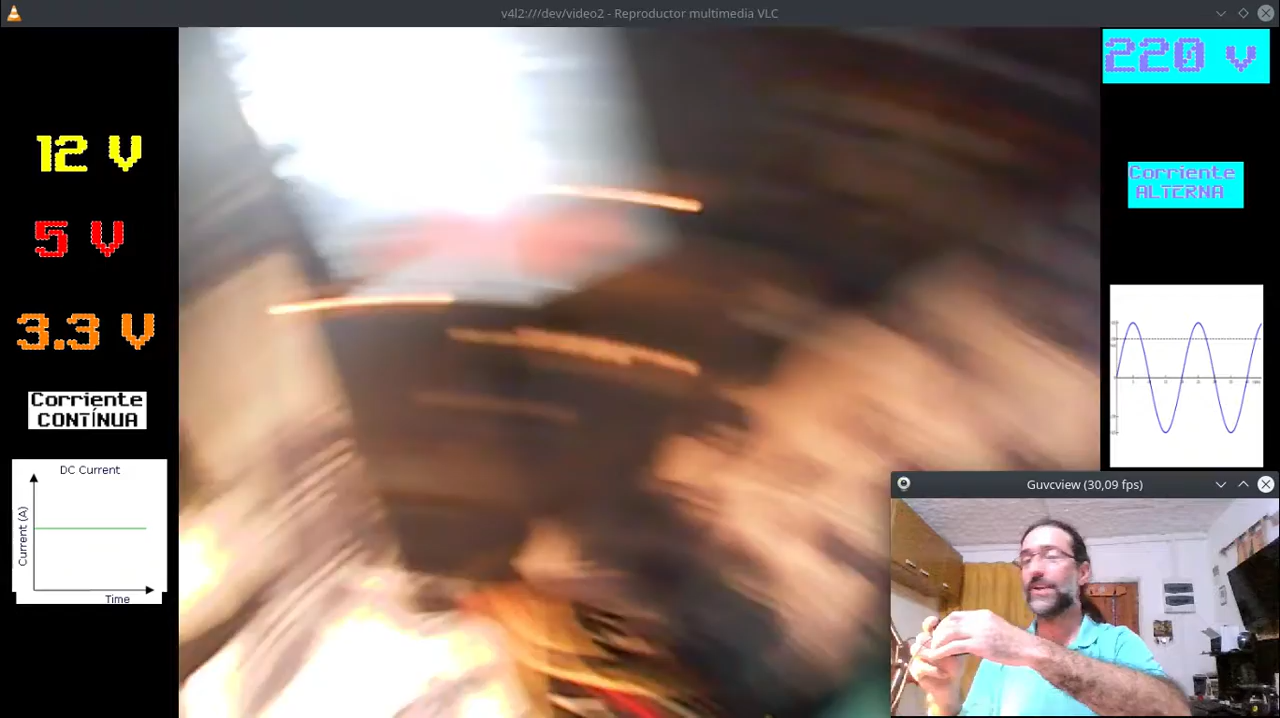 v4l2:///dev/video2 - Reproductor multimedia VLC
220 v
12 V
Corriente
ALTERNA
5 V
3.3 V
Corriente
CONTÍNUA
DC Current
Current (A)
Time
Guvcview (30,09 fps)